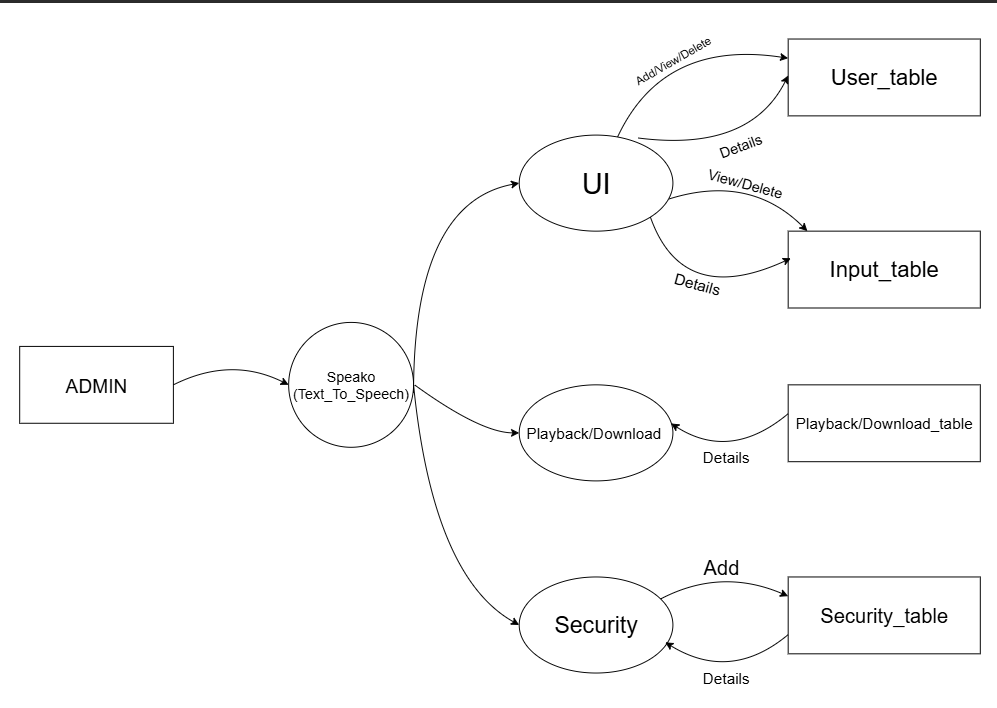 Add/View/Delete
User_table
Details
UI
View/Delete
Input_table
Details
ADMIN
Speako
(Text_To_Speech)
Playback/Download
Playback/Download_table
Details
Add
Security
Security_table
Details